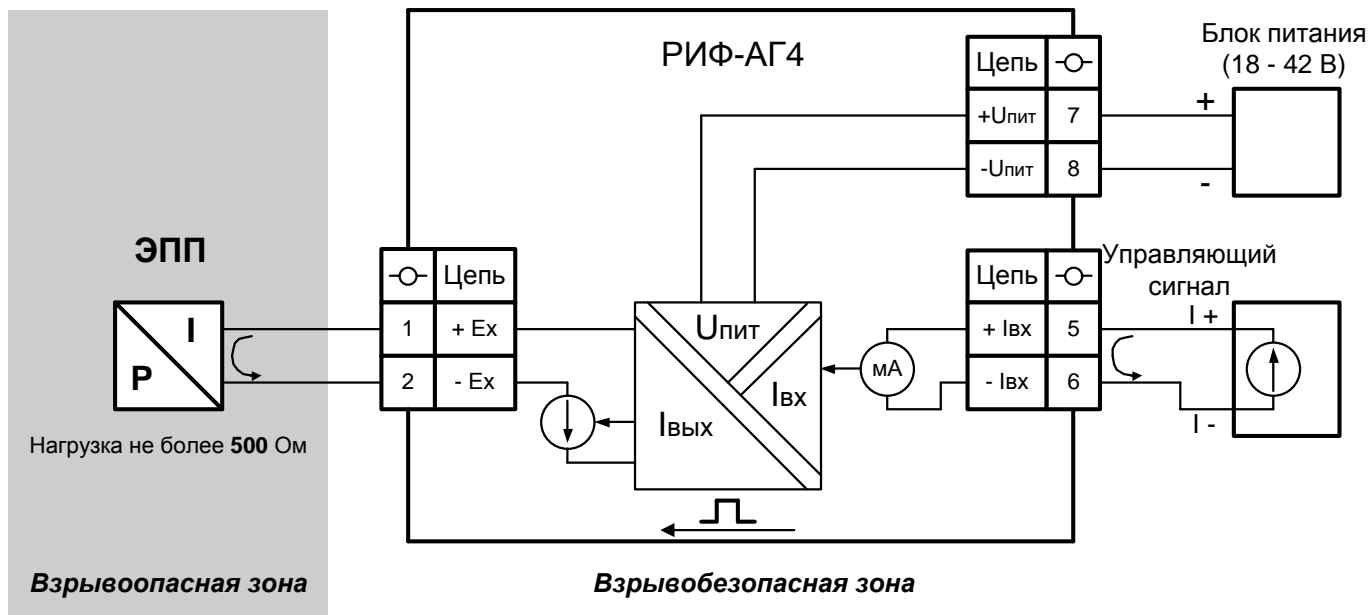 РИФ-АГ4
Блок питания
(18 - 42 В)
Цепь
+Uпит 7
+
-Uпит 8
-
ЭПП
I
P
Нагрузка не более 500 Ом
Цепь
1 + Ex
2 - Ex
Uпит
Iвх
Iвых
мА
Цепь
+ Iвх 5
- Iвх 6
Управляющий
сигнал
I +
I -
Взрывоопасная зона
Взрывобезопасная зона